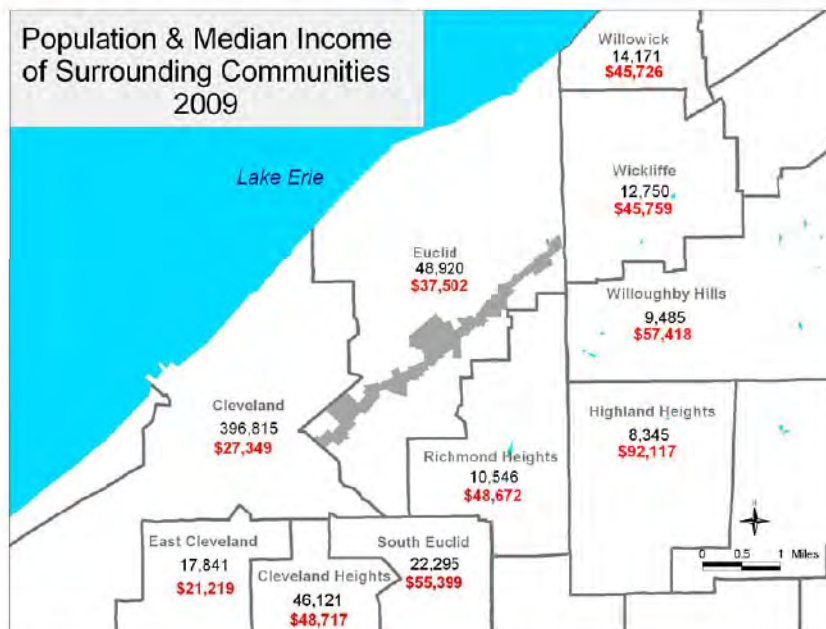 Population & Median Income
of Surrounding Communities
2009
Lake Erie
Willowick
14,171
$45,726
Wickliffe
12,750
$45,759
Euclid
48,920
$37,502
Willoughby Hills
9,485
$57,418
Cleveland
396,815
$27,349
Highland Heights
8,345
$92,117
Richmond Heights
10,546
$48,672
East Cleveland
17,841
$21,219
Cleveland Heights
46,121
$48,717
South Euclid
22,295
$55,399
0 0.5 1 Miles